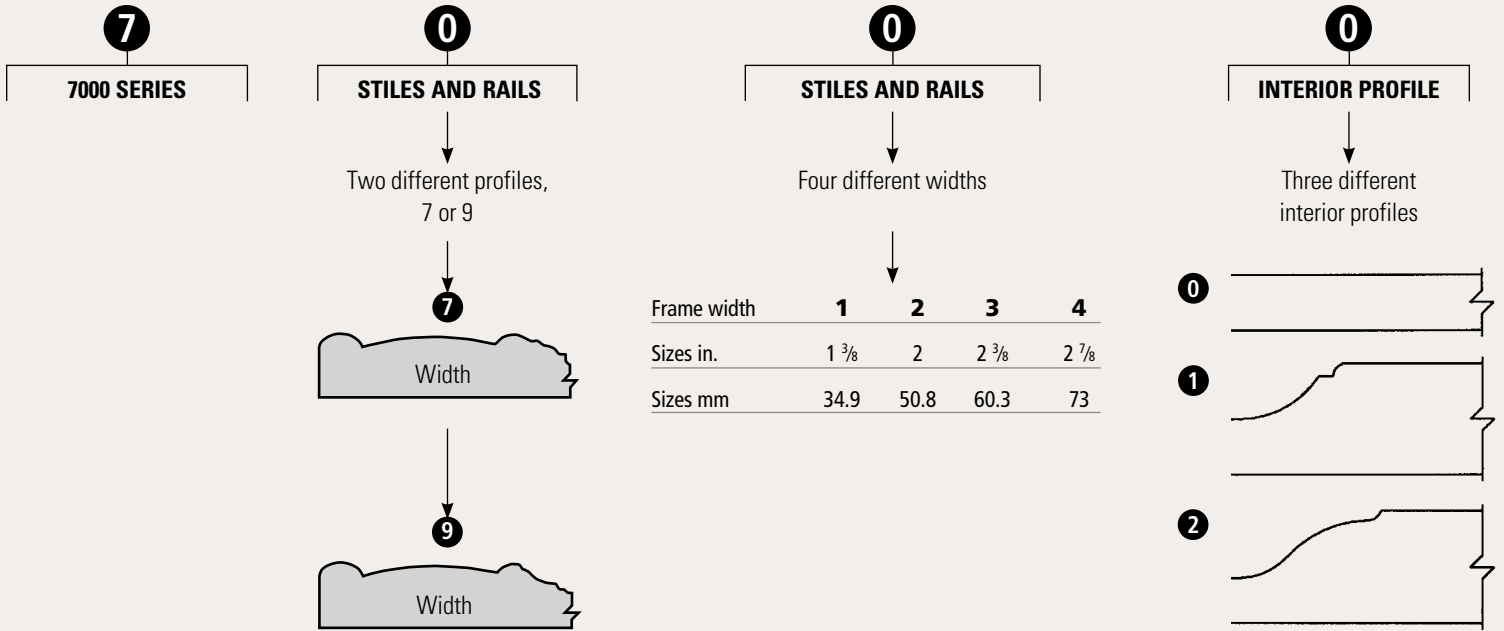 7
7000 SERIES
0
STILES AND RAILS
Two different profiles,
7 or 9
7
Width
9
Width
0
STILES AND RAILS
Four different widths
Frame width 1 2 3 4
Sizes in. 1 3/8 2 2 3/8 2 7/8
Sizes mm 34.9 50.8 60.3 73
0
INTERIOR PROFILE
Three different
interior profiles
0
1
2